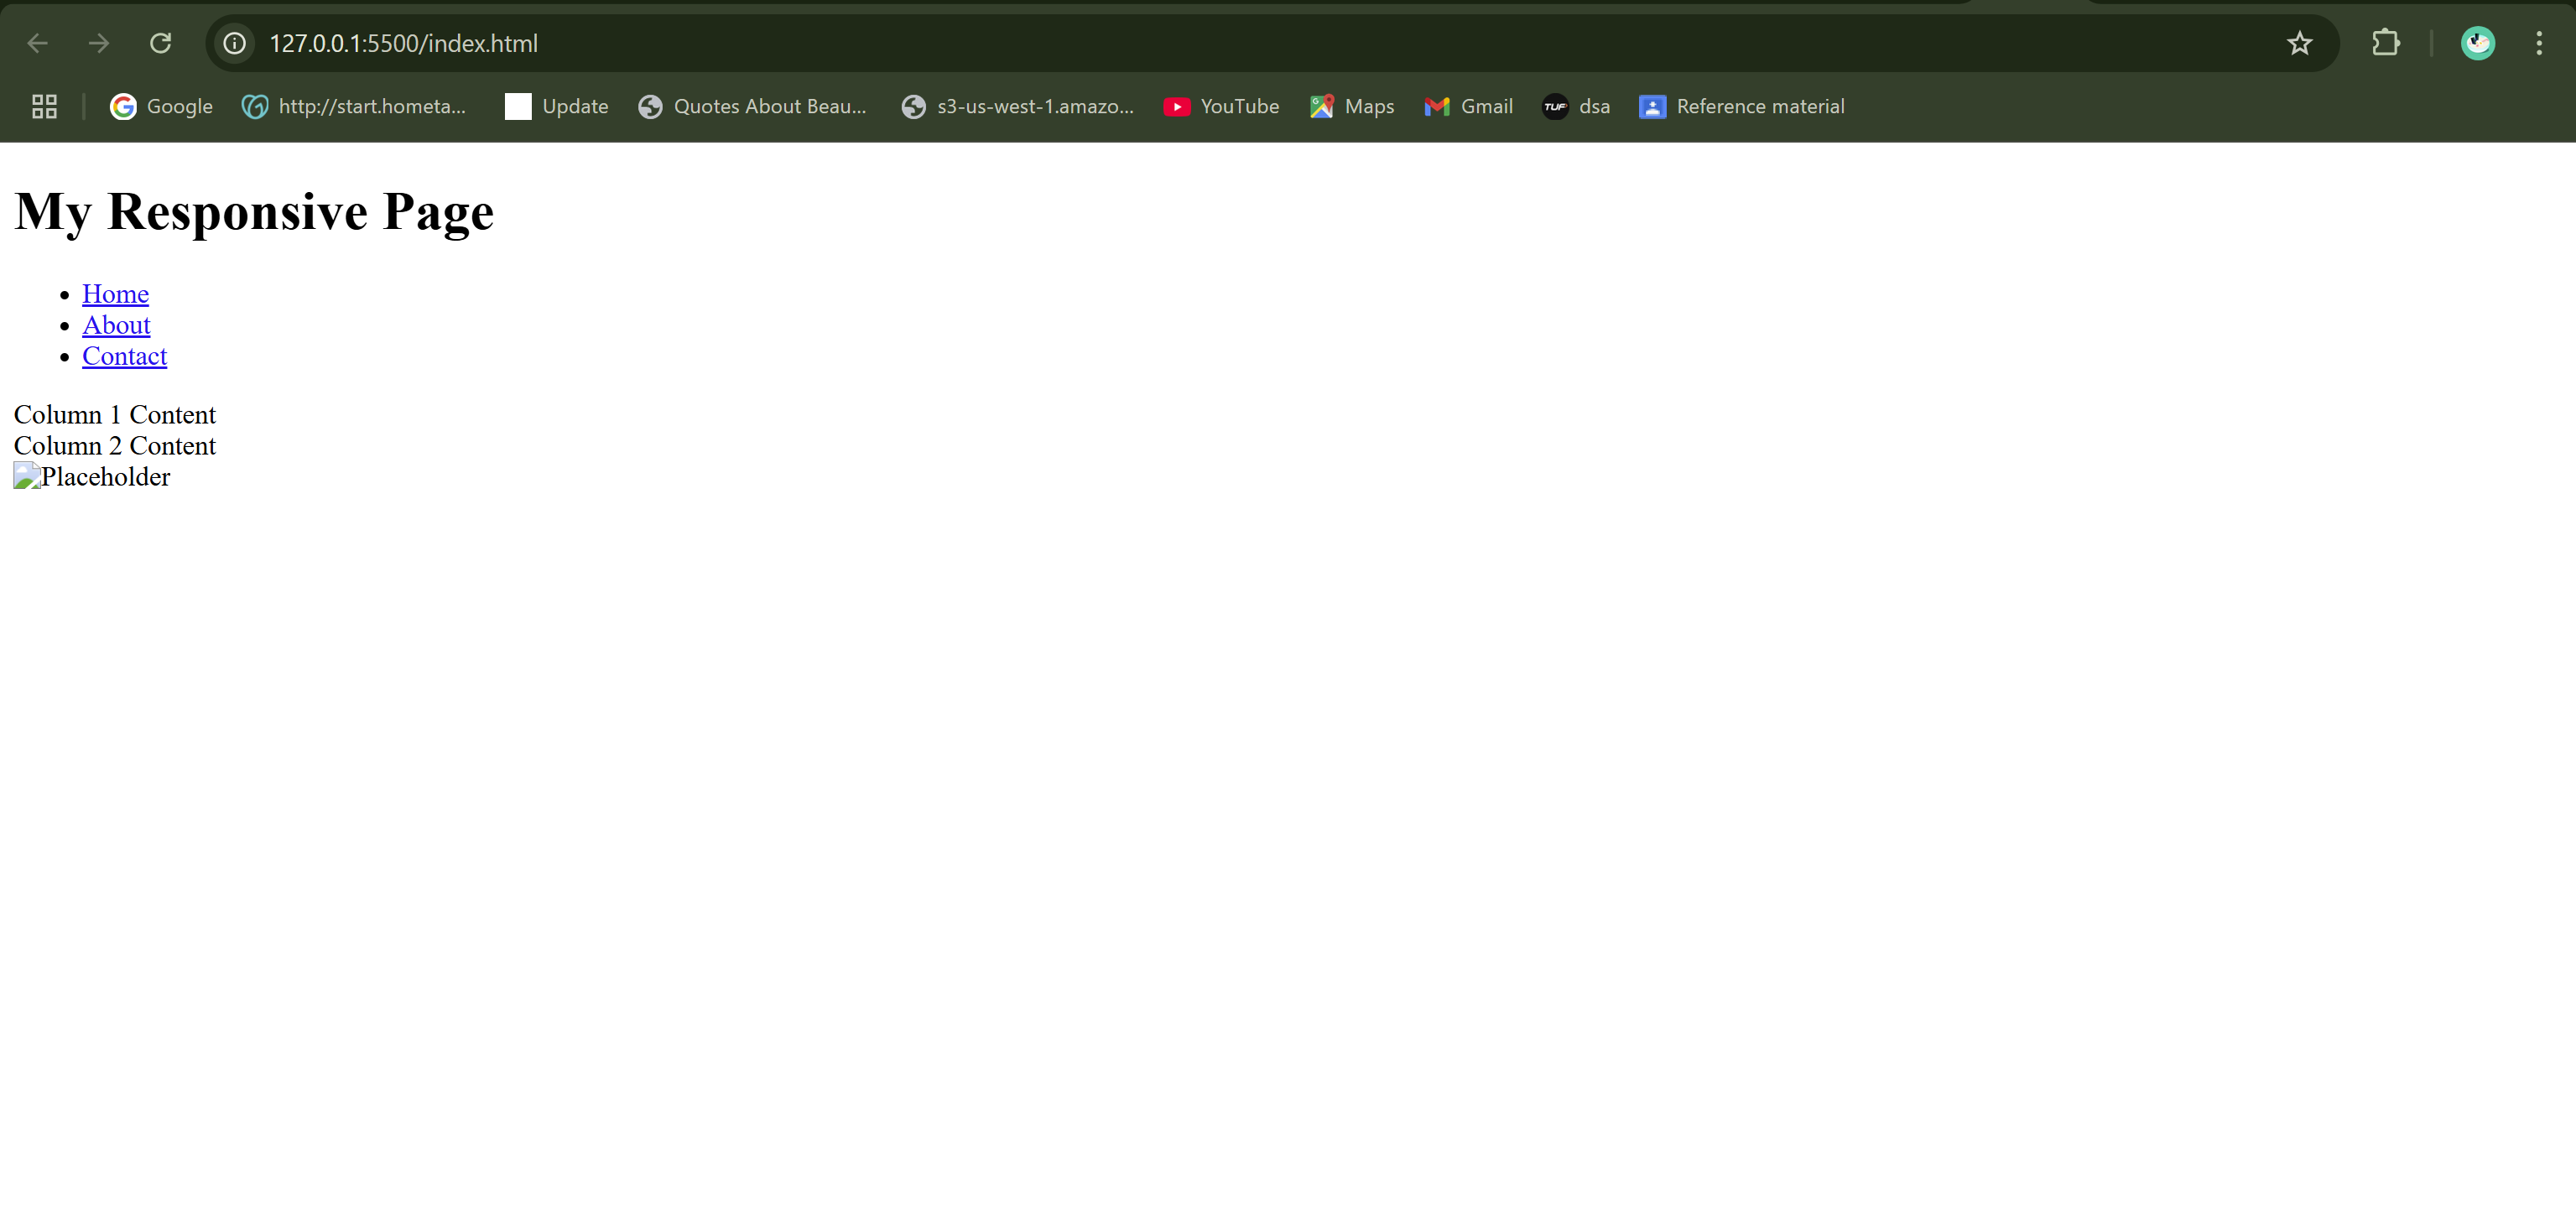 127.0.0.1:5500/index.html
Google http://start.hometa... Update Quotes About Beau... s3-us-west-1.amazo... YouTube Maps Gmail TUF dsa Reference material
My Responsive Page
Home
About
Contact
Column 1 Content
Column 2 Content
Placeholder